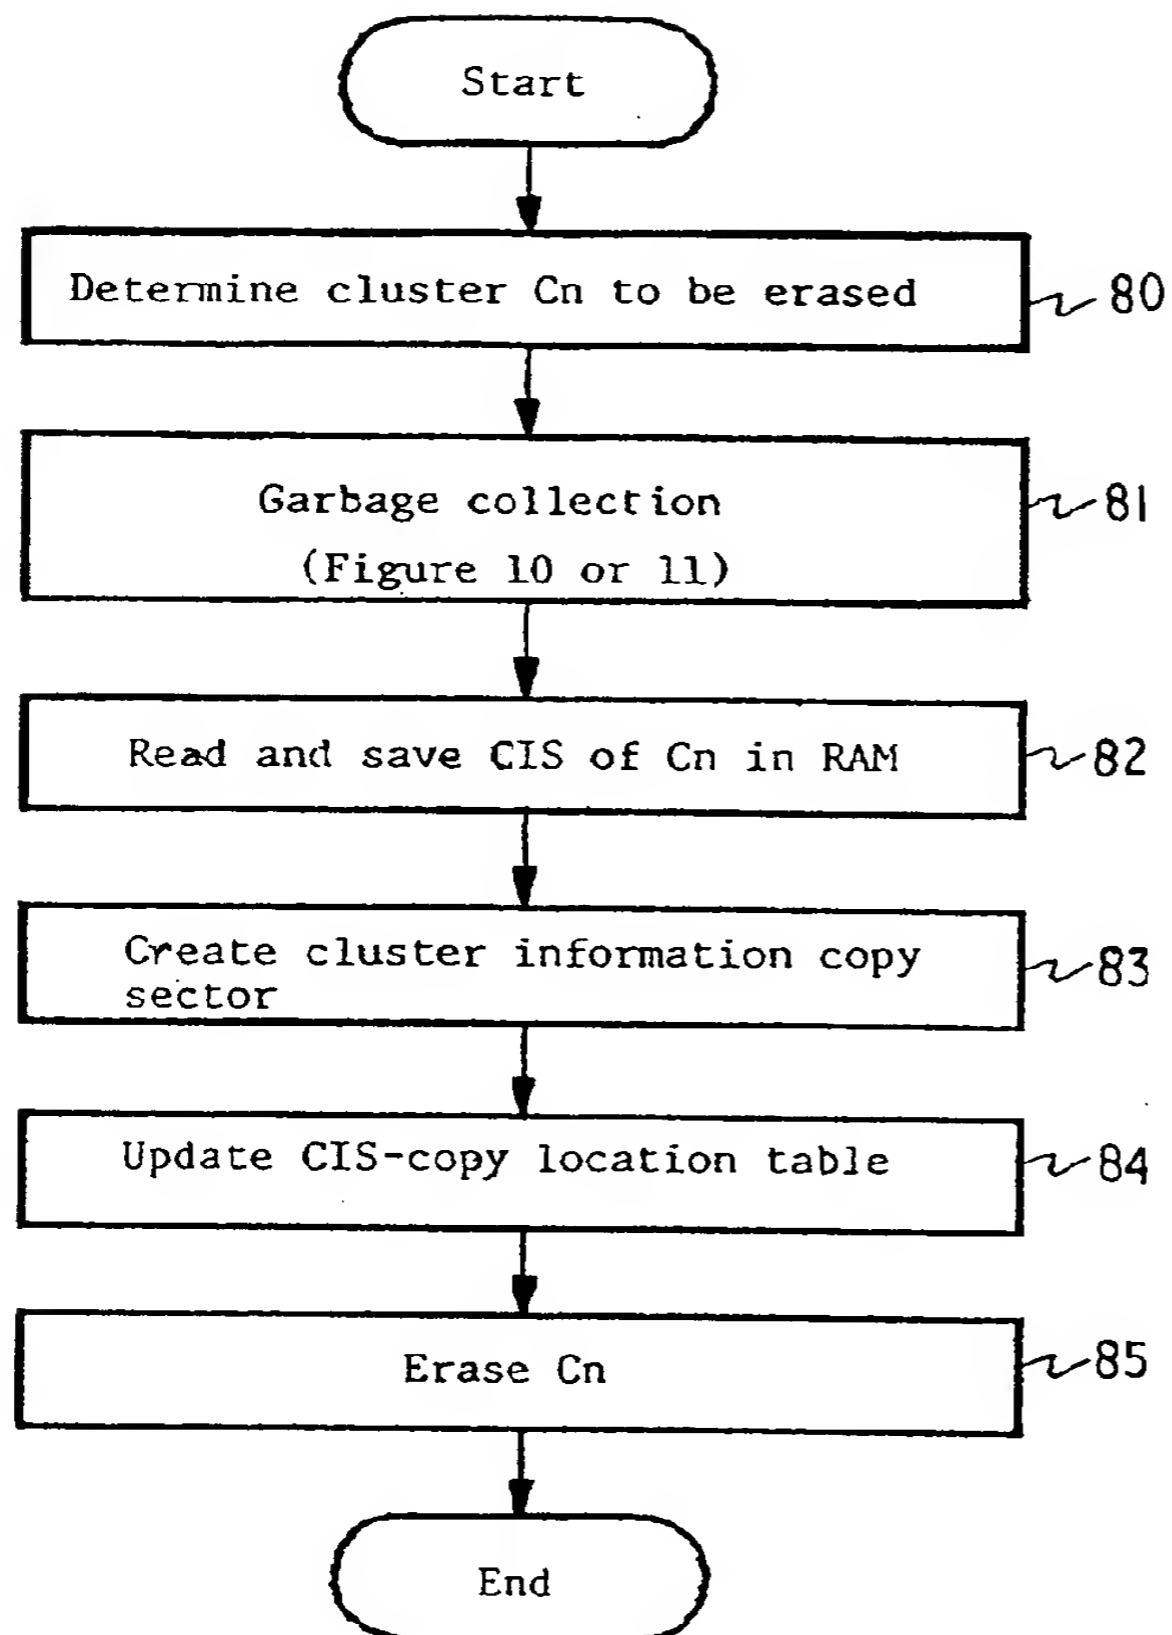 Start
Determine cluster Cn to be erased
80
Garbage collection
(Figure 10 or 11)
81
Read and save CIS of Cn in RAM
82
Create cluster information copy
sector
83
Update CIS-copy location table
84
Erase Cn
85
End